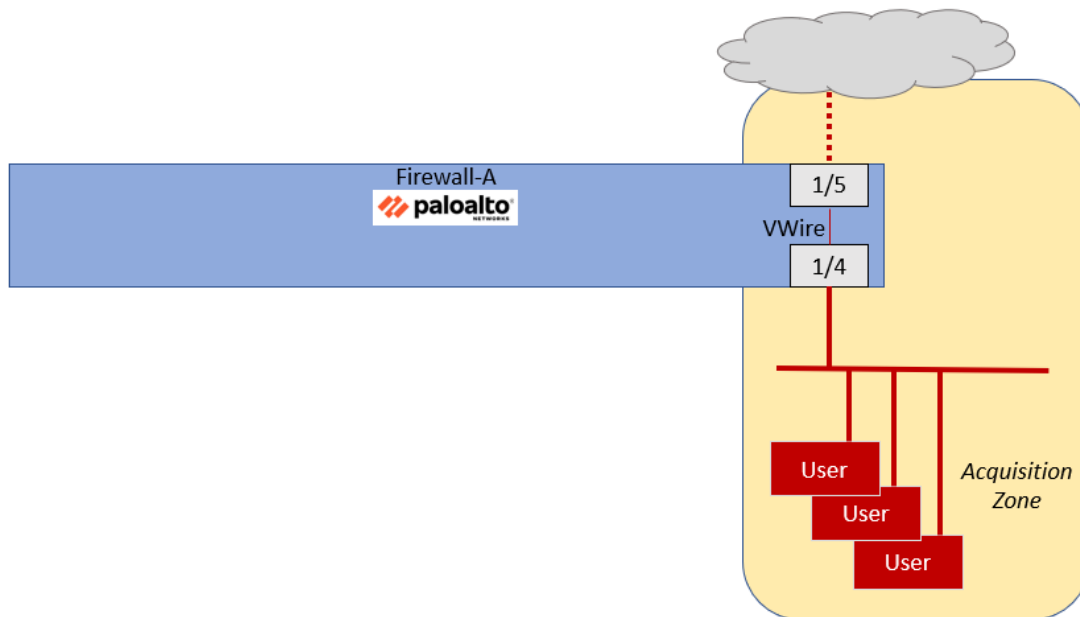 Firewall-A
paloalto
NETWORKS
1/5
VWire
1/4
User
User
User
Acquisition
Zone